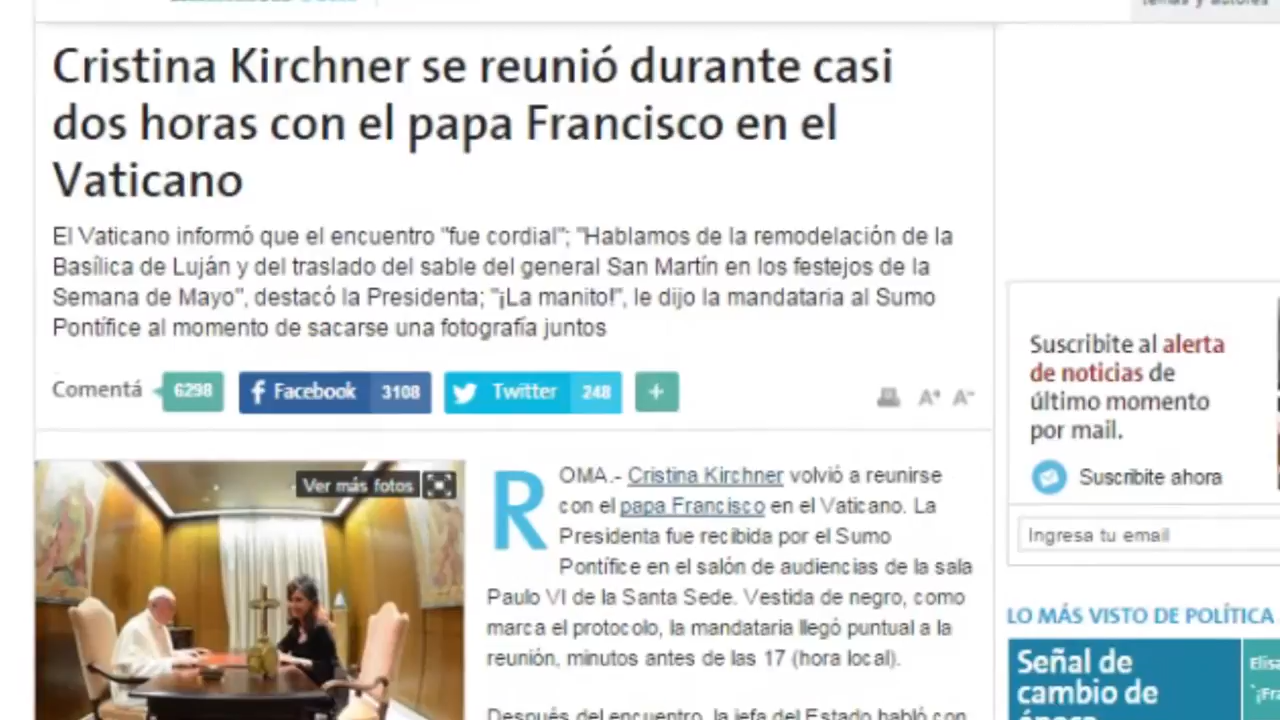 temas y autores
Cristina Kirchner se reunió durante casi
dos horas con el papa Francisco en el
Vaticano
El Vaticano informó que el encuentro "fue cordial"; "Hablamos de la remodelación de la
Basílica de Luján y del traslado del sable del general San Martín en los festejos de la
Semana de Mayo", destacó la Presidenta; "¡La manito!", le dijo la mandataria al Sumo
Pontífice al momento de sacarse una fotografía juntos
Comentá 6298 Facebook 3108 Twitter 248 +
A+ A-
Ver más fotos
ROMA.- Cristina Kirchner volvió a reunirse
con el papa Francisco en el Vaticano. La
Presidenta fue recibida por el Sumo
Pontífice en el salón de audiencias de la sala
Paulo VI de la Santa Sede. Vestida de negro, como
marca el protocolo, la mandataria llegó puntual a la
reunión, minutos antes de las 17 (hora local).
Después del encuentro, la jefa del Estado habló con
Suscribite al alerta
de noticias de
último momento
por mail.
Suscribite ahora
Ingresa tu email
LO MÁS VISTO DE POLÍTICA
Señal de
cambio de
época